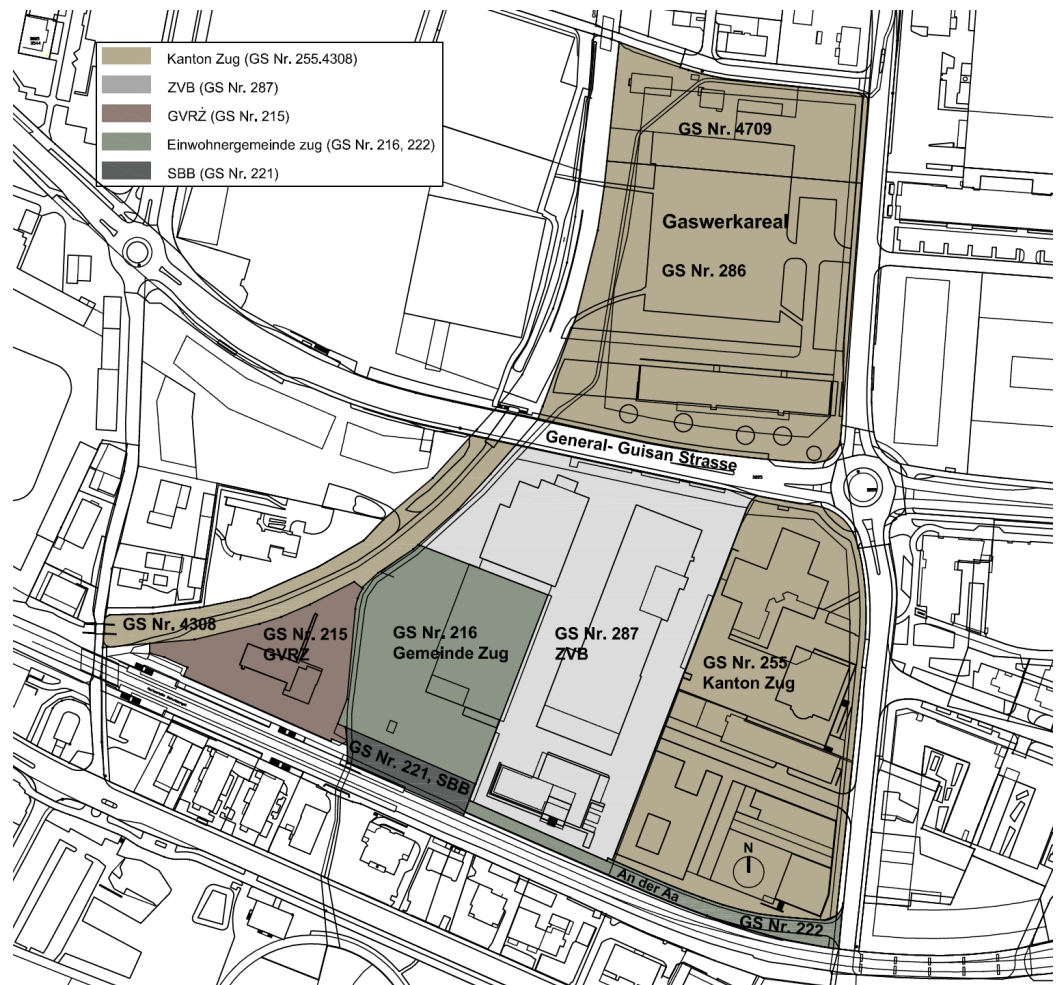 Kanton Zug (GS Nr. 255.4308)
ZVB (GS Nr. 287)
GVRŻ (GS Nr. 215)
Einwohnergemeinde zug (GS Nr. 216, 222)
SBB (GS Nr. 221)
GS Nr. 4709
Gaswerkareal
GS Nr. 286
General- Guisan Strasse
GS Nr. 4308
GS Nr. 215
GVRŻ
GS Nr. 216
Gemeinde Zug
GS Nr. 287
ZVB
GS Nr. 255
Kanton Zug
GS Nr. 221, SBB
N
An der Aa
GS Nr. 222